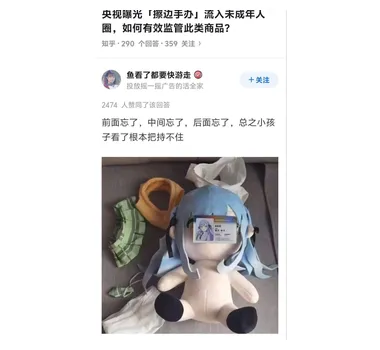 央视曝光「擦边手办」流入未成年人
圈，如何有效监管此类商品？
知乎 · 290 个回答 · 359 关注 〉
鱼看了都要快游走
投放摇一摇广告的活全家
+ 关注
2474 人赞同了该回答
前面忘了，中间忘了，后面忘了，总之小孩
子看了根本把持不住